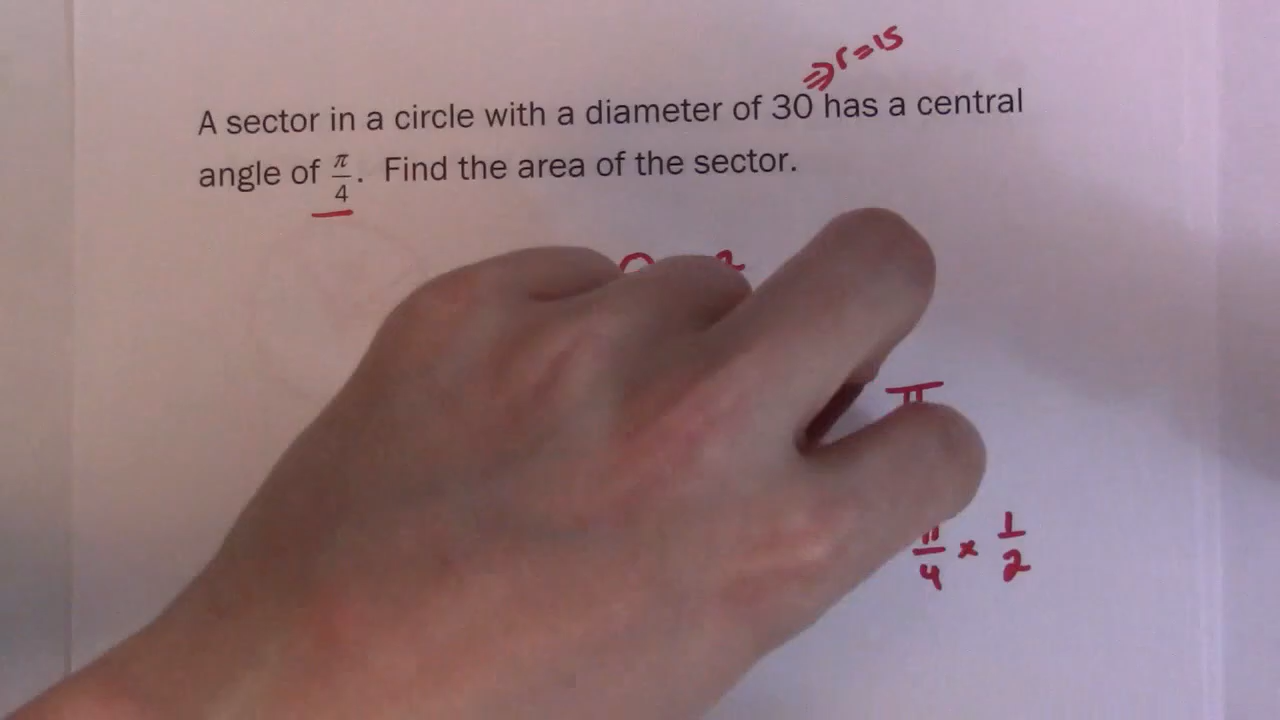 ⇒ r=15
A sector in a circle with a diameter of 30 has a central
angle of π/4. Find the area of the sector.
2
π
π/4 × 1/2